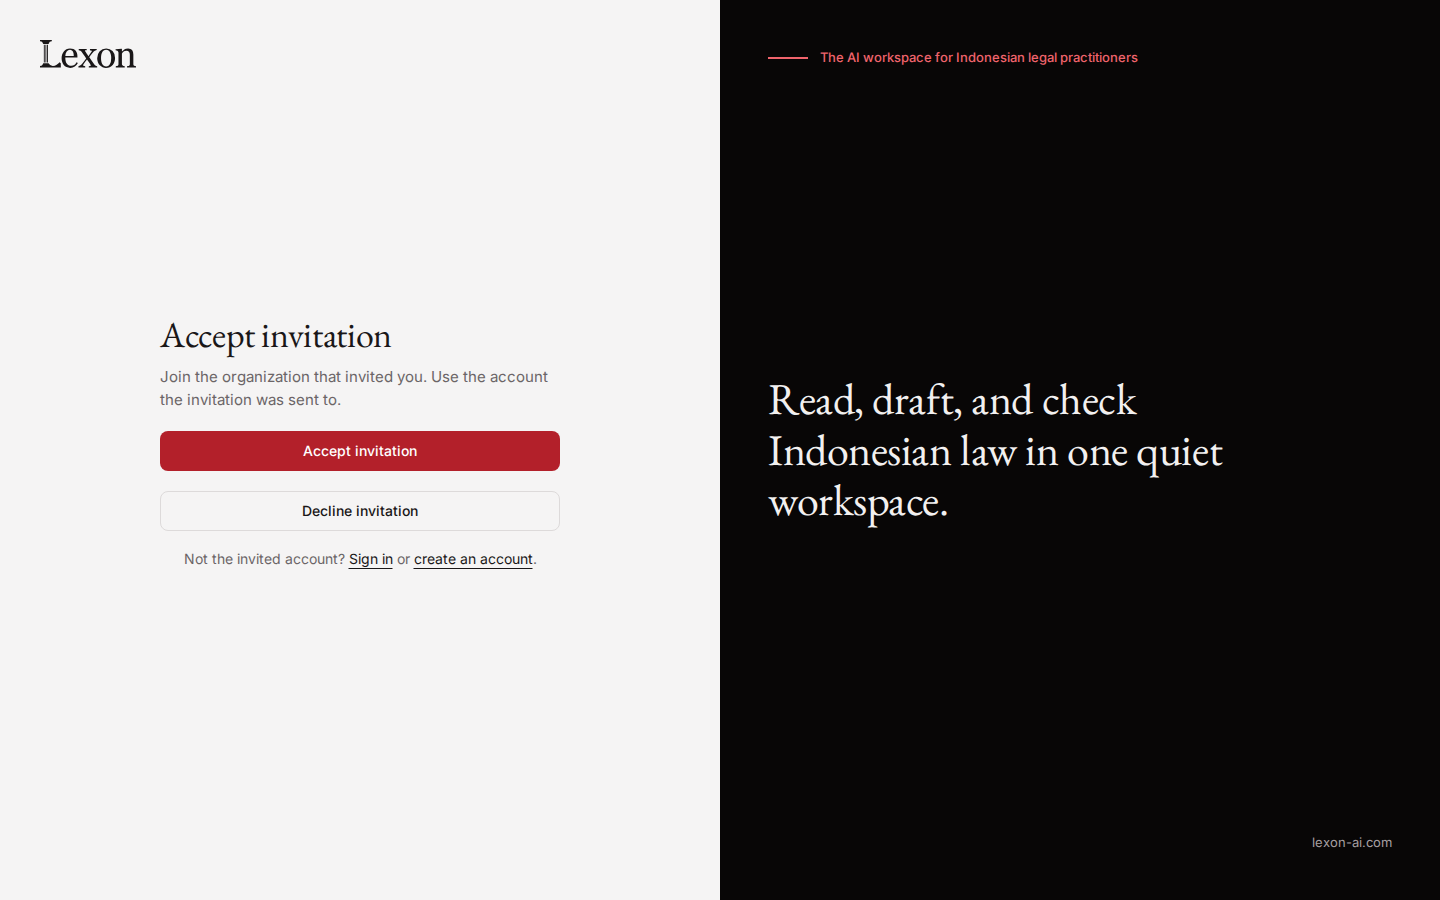 Lexon
Accept invitation
Join the organization that invited you. Use the account
the invitation was sent to.
Accept invitation
Decline invitation
Not the invited account? Sign in or create an account.
The AI workspace for Indonesian legal practitioners
Read, draft, and check
Indonesian law in one quiet
workspace.
lexon-ai.com